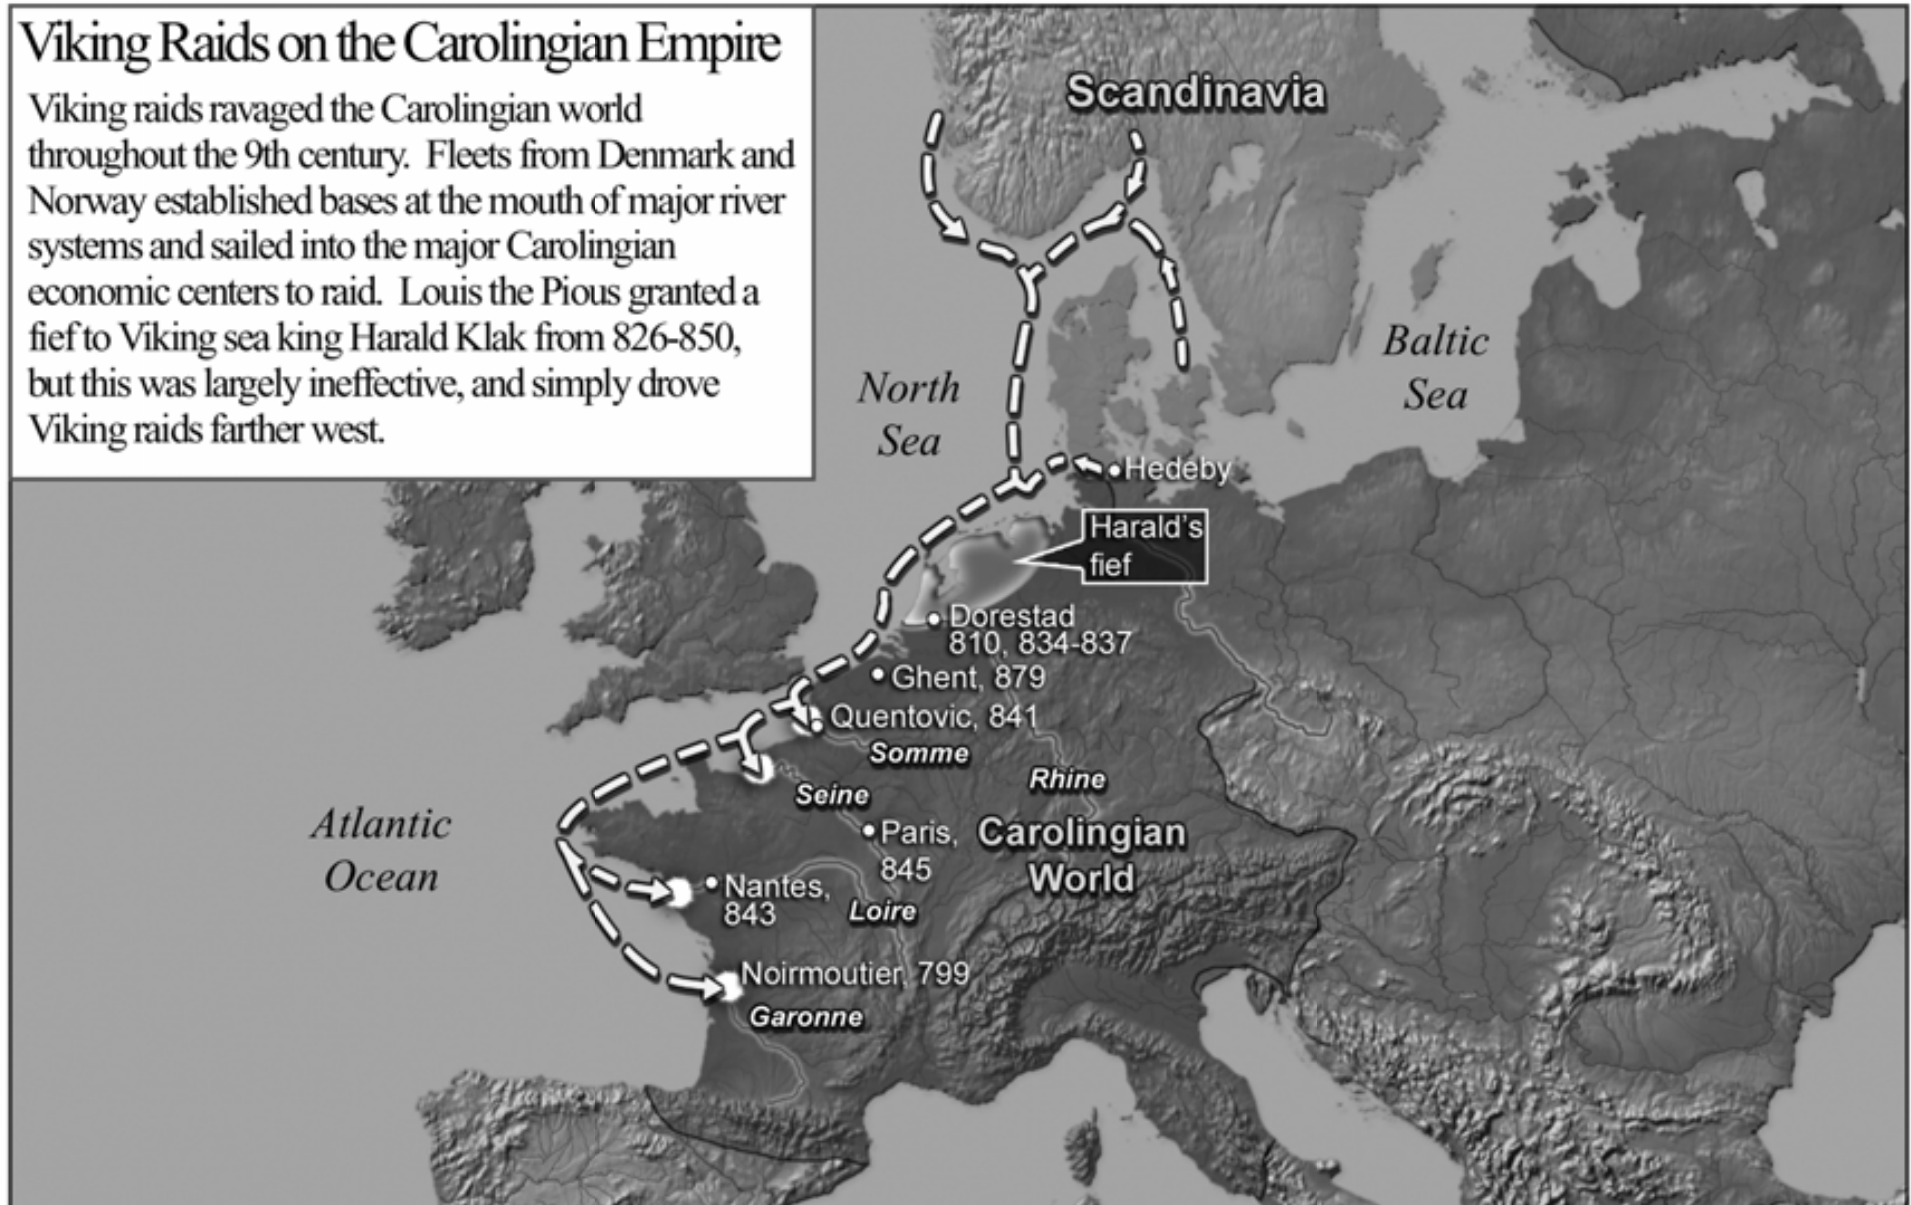 Viking Raids on the Carolingian Empire
Viking raids ravaged the Carolingian world
throughout the 9th century. Fleets from Denmark and
Norway established bases at the mouth of major river
systems and sailed into the major Carolingian
economic centers to raid. Louis the Pious granted a
fief to Viking sea king Harald Klak from 826-850,
but this was largely ineffective, and simply drove
Viking raids farther west.
Scandinavia
Baltic
Sea
North
Sea
Hedeby
Harald's
fief
Dorestad
810, 834-837
Ghent, 879
Quentovic, 841
Somme
Rhine
Seine
Atlantic
Ocean
Paris,
845
Carolingian
World
Nantes,
843
Loire
Noirmoutier, 799
Garonne